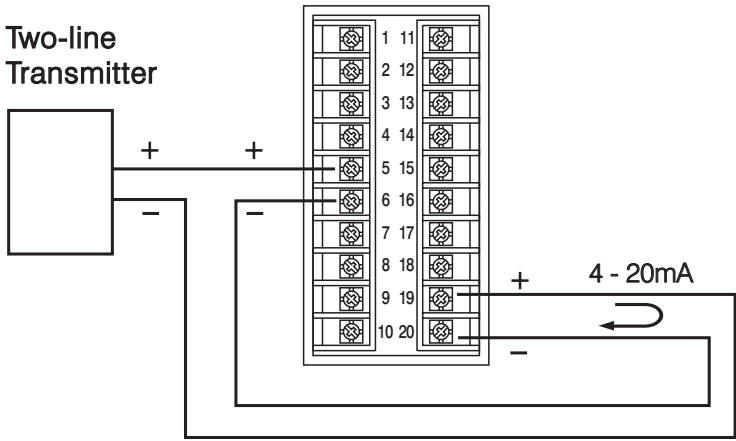 Two-line
Transmitter
1 11
2 12
3 13
4 14
+ + 5 15
− − 6 16
7 17
8 18
+ 4 - 20mA
9 19
10 20
−